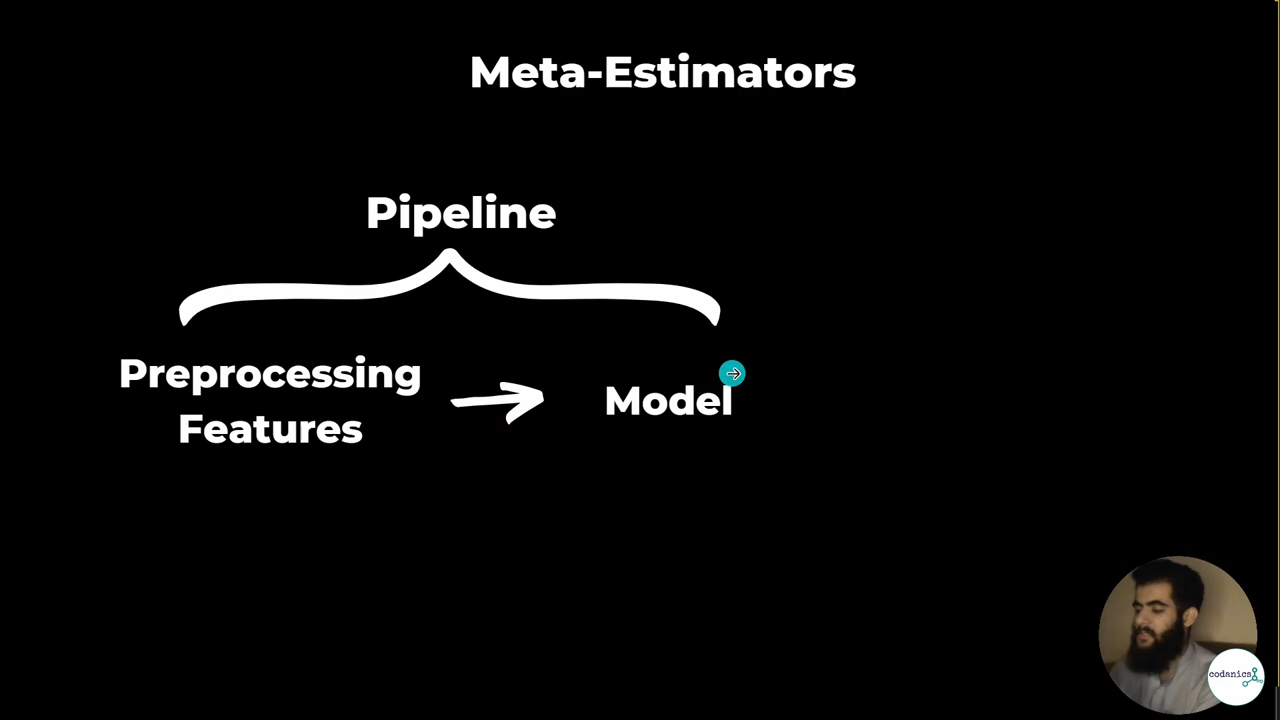 Meta-Estimators
Pipeline
Preprocessing
Features
Model
codanics